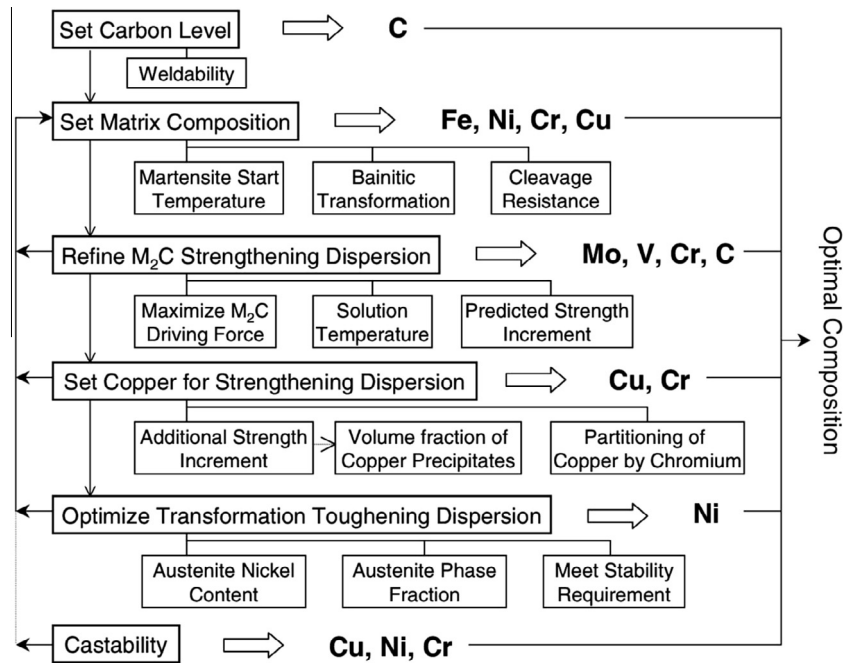 Set Carbon Level
C
Weldability
Set Matrix Composition
Fe, Ni, Cr, Cu
Martensite Start
Temperature
Bainitic
Transformation
Cleavage
Resistance
Refine M₂C Strengthening Dispersion
Mo, V, Cr, C
Maximize M₂C
Driving Force
Solution
Temperature
Predicted Strength
Increment
Set Copper for Strengthening Dispersion
Cu, Cr
Additional Strength
Increment
Volume fraction of
Copper Precipitates
Partitioning of
Copper by Chromium
Optimize Transformation Toughening Dispersion
Ni
Austenite Nickel
Content
Austenite Phase
Fraction
Meet Stability
Requirement
Castability
Cu, Ni, Cr
Optimal Composition